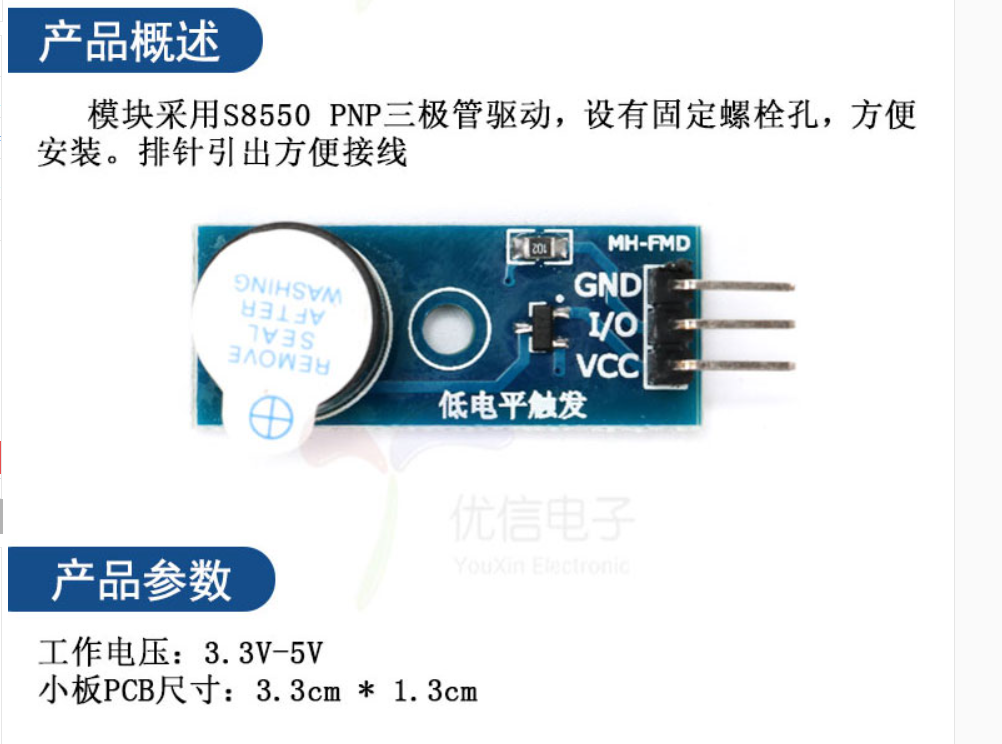 产品概述
模块采用S8550 PNP三极管驱动，设有固定螺栓孔，方便
安装。排针引出方便接线
102
MH-FMD
GND
I/O
VCC
REMOVE
SEAL
AFTER
WASHING
低电平触发
优信电子
YouXin Electronic
产品参数
工作电压：3.3V-5V
小板PCB尺寸：3.3cm * 1.3cm